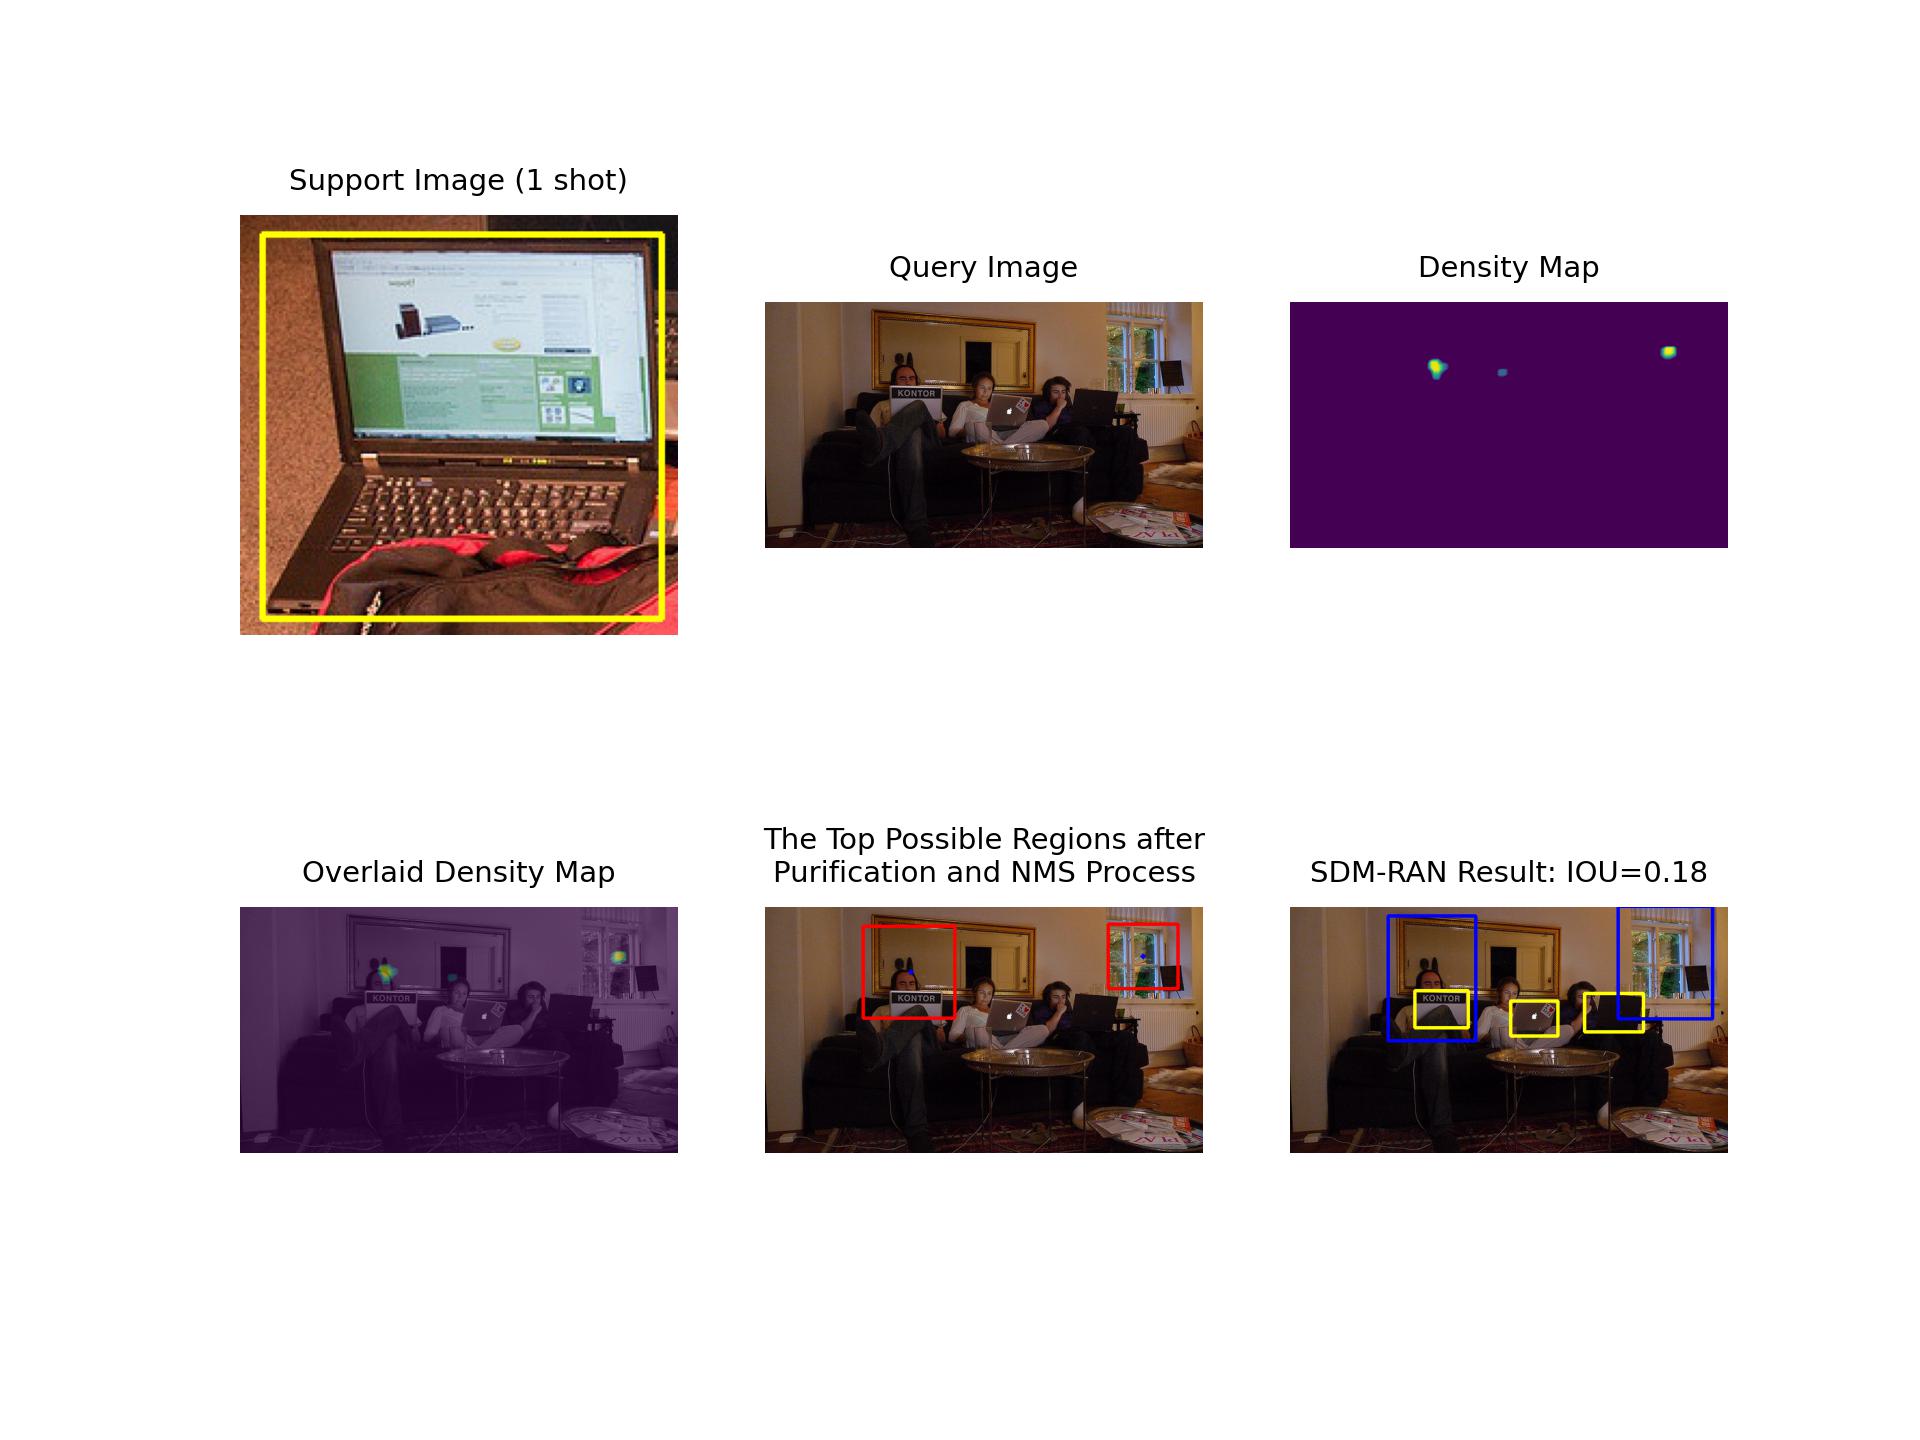 Support Image (1 shot)
Query Image
Density Map
KONTOR
Overlaid Density Map
The Top Possible Regions after
Purification and NMS Process
SDM-RAN Result: IOU=0.18
KONTOR
KONTOR
KONTOR